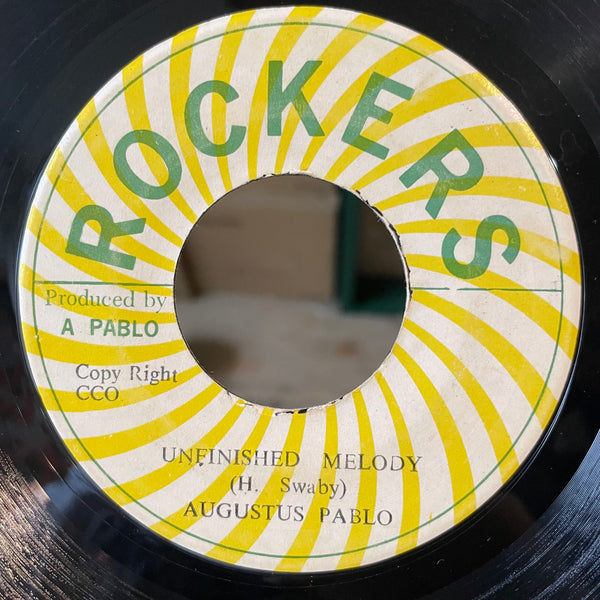 ROCKERS
Produced by
A PABLO
Copy Right
CCO
UNFINISHED MELODY
(H. Swaby)
AUGUSTUS PABLO